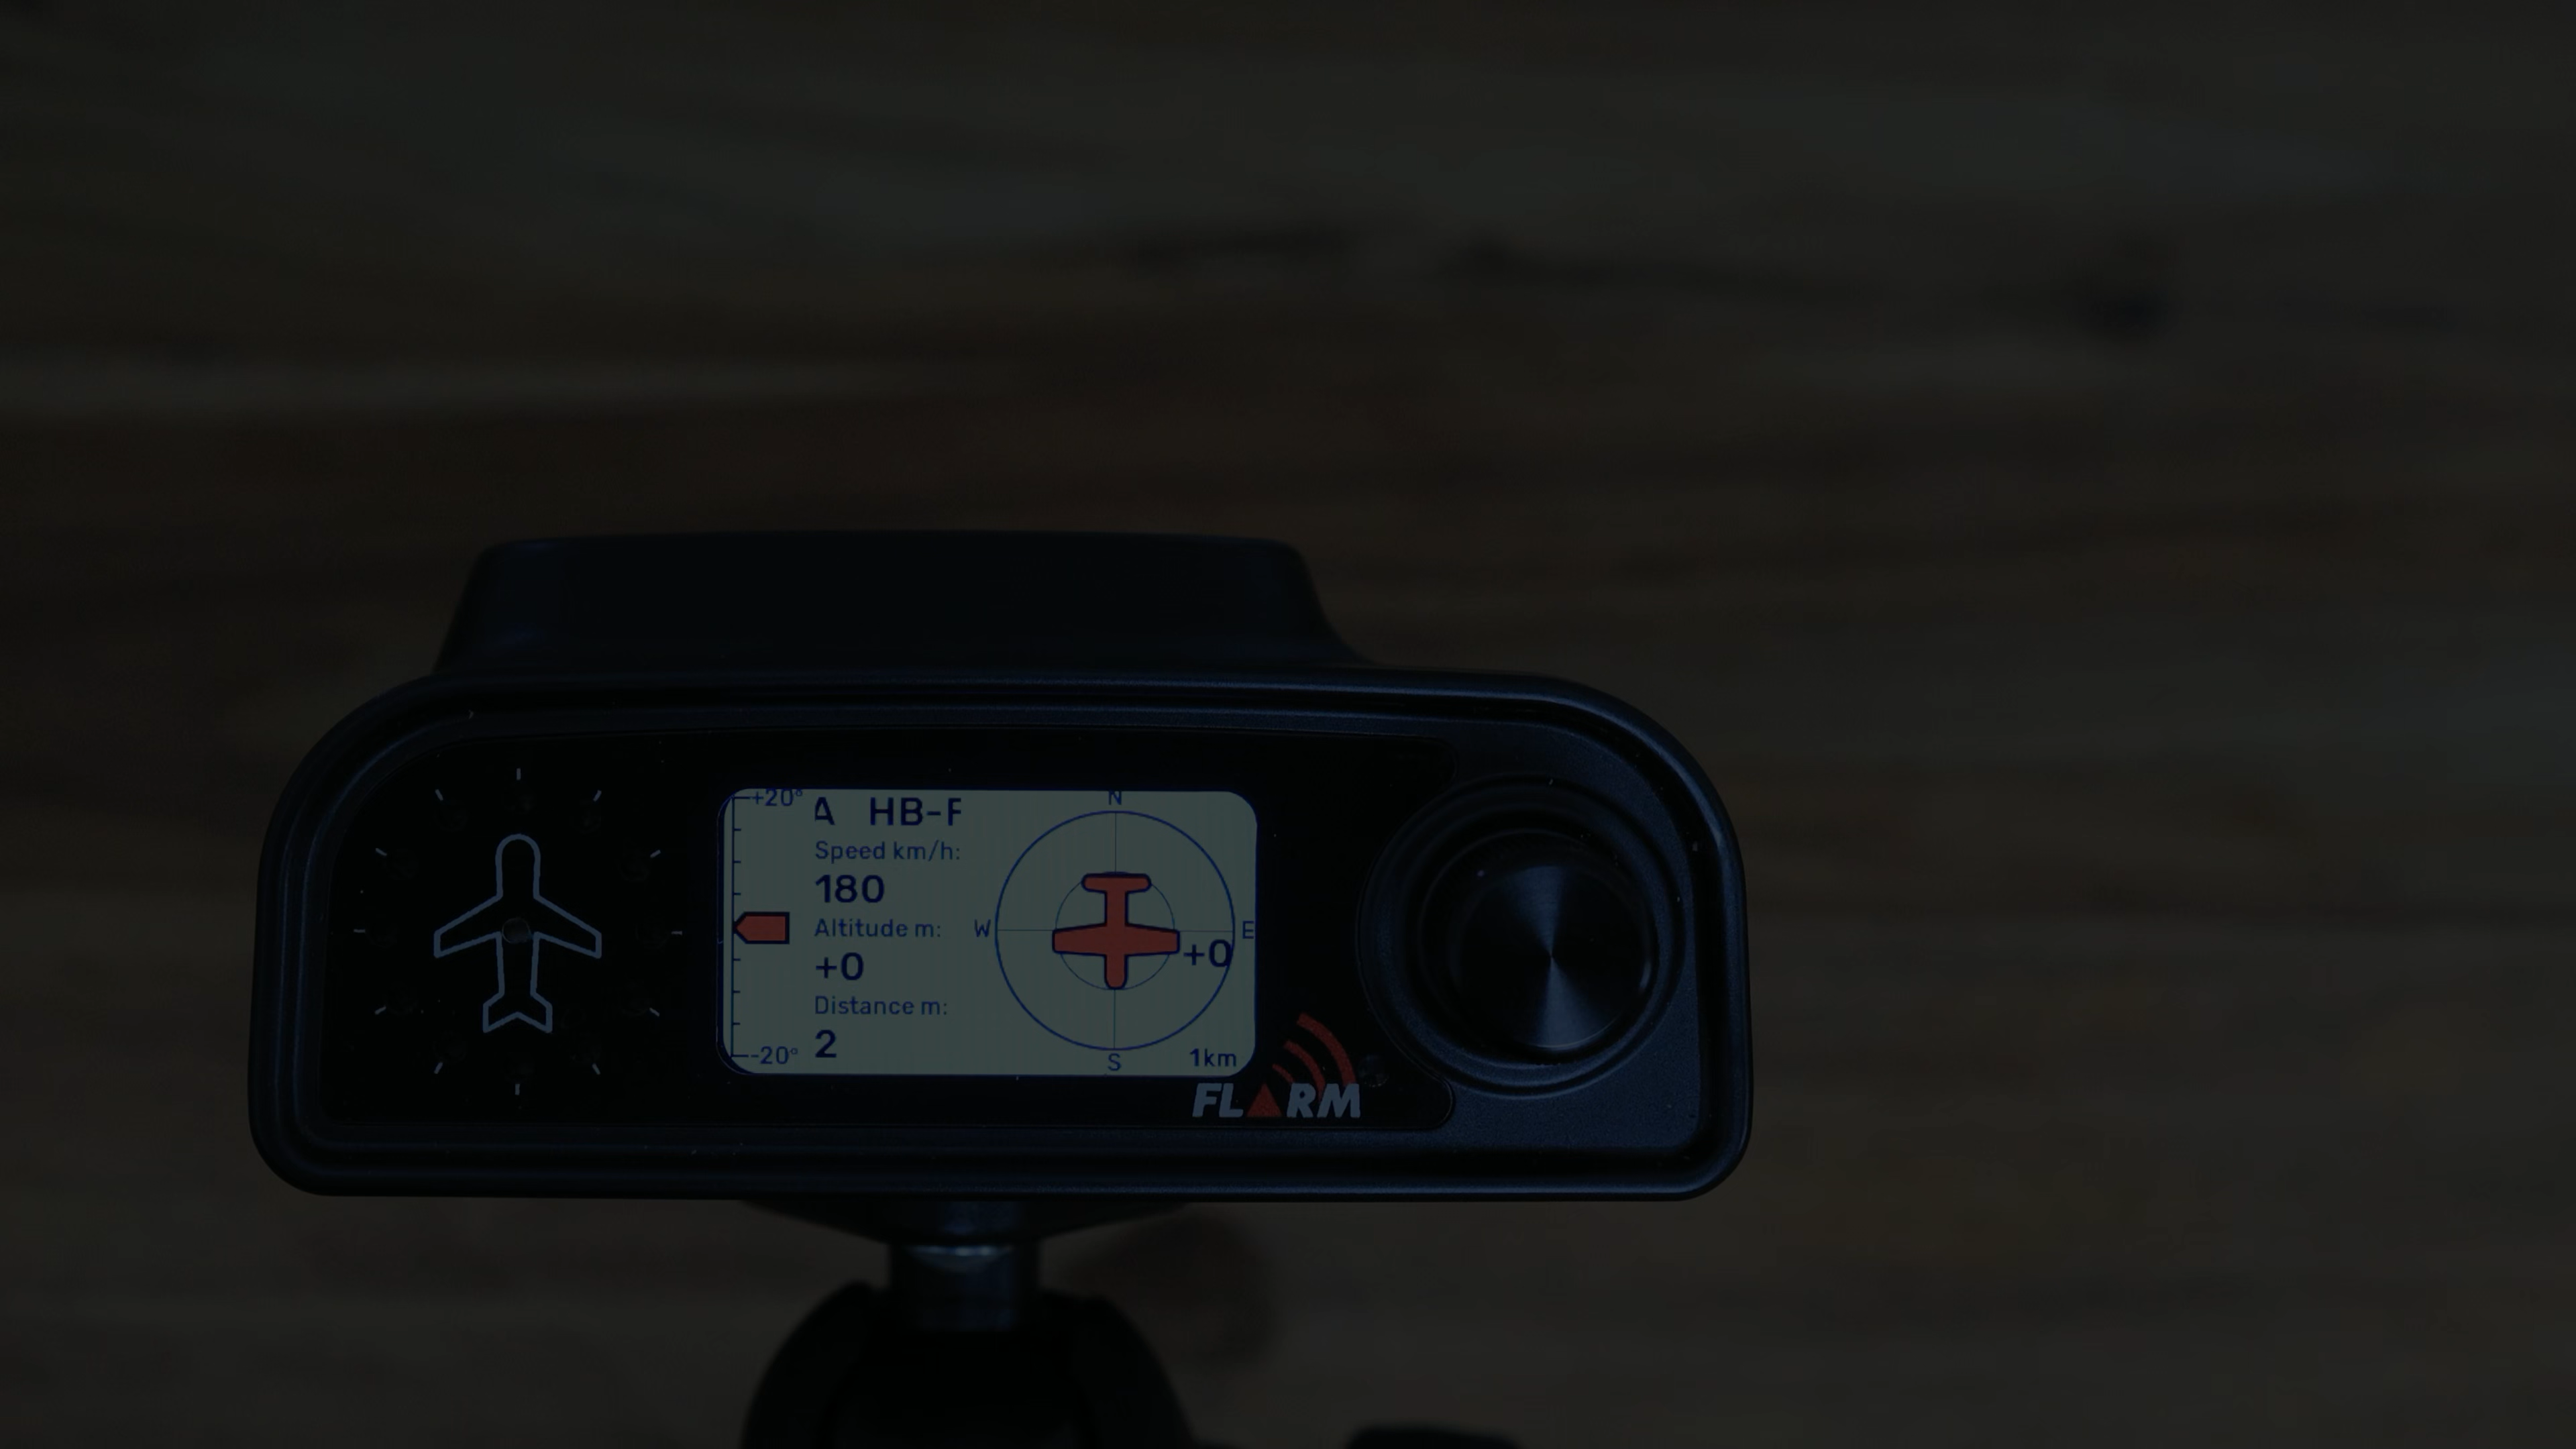 +20°
A HB-F
Speed km/h:
180
Altitude m:
+0
Distance m:
2
-20°
N
W
E
+0
S
1km
FLARM